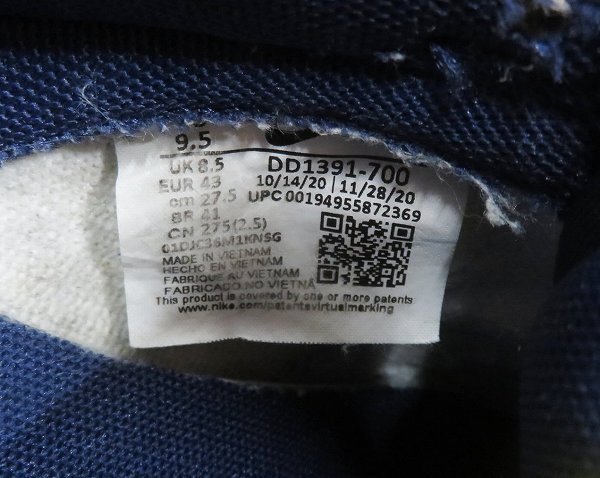 9.5
UK 8.5
EUR 43
cm 27.5
BR 41
CN 275(2.5)
01DJC36M1KNSG
MADE IN VIETNAM
HECHO EN VIETNAM
FABRIQUE AU VIETNAM
FABRICADO NO VIETNÃ
DD1391-700
10/14/20 | 11/28/20
UPC 00194955872369
This product is covered by one or more patents
www.nike.com/patentsvirtualmarking